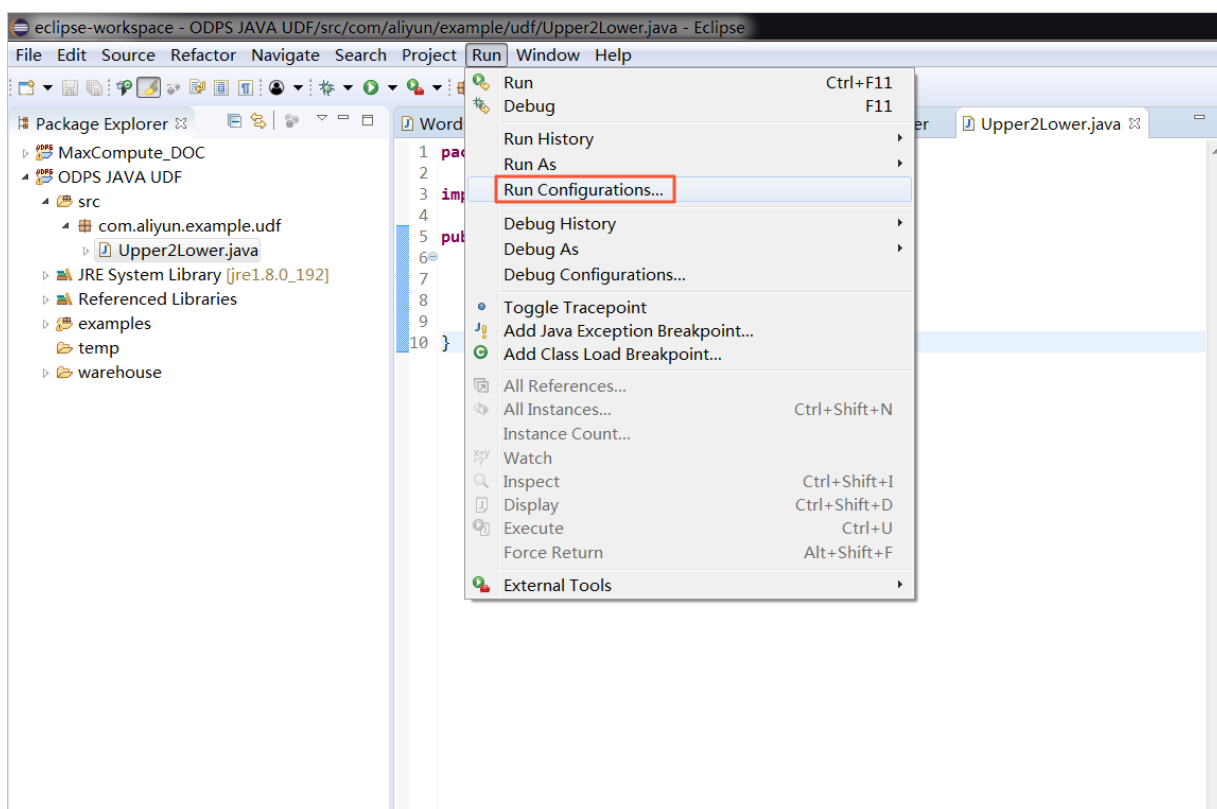 eclipse-workspace - ODPS JAVA UDF/src/com/aliyun/example/udf/Upper2Lower.java - Eclipse
File Edit Source Refactor Navigate Search Project Run Window Help
Package Explorer
MaxCompute_DOC
ODPS JAVA UDF
src
com.aliyun.example.udf
Upper2Lower.java
JRE System Library [jre1.8.0_192]
Referenced Libraries
examples
temp
warehouse
Word
er
Upper2Lower.java
1 pac
2
3 imp
4
5 pub
6
7
8
9
10 }
Run Ctrl+F11
Debug F11
Run History
Run As
Run Configurations...
Debug History
Debug As
Debug Configurations...
Toggle Tracepoint
Add Java Exception Breakpoint...
Add Class Load Breakpoint...
All References...
All Instances... Ctrl+Shift+N
Instance Count...
Watch
Inspect Ctrl+Shift+I
Display Ctrl+Shift+D
Execute Ctrl+U
Force Return Alt+Shift+F
External Tools